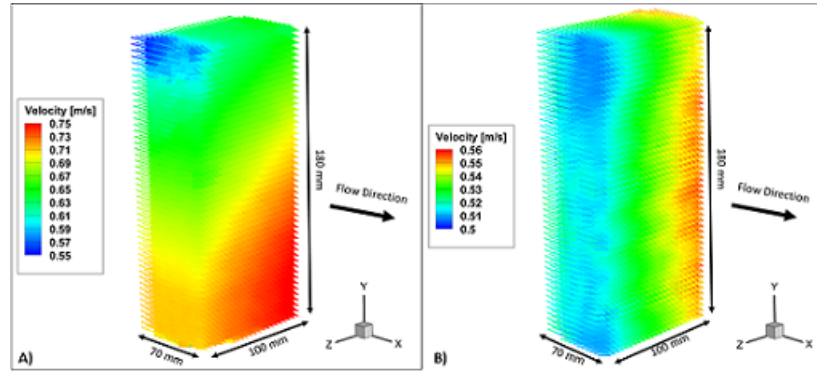 Velocity [m/s]
0.75
0.73
0.71
0.69
0.67
0.65
0.63
0.61
0.59
0.57
0.55
180 mm
Flow Direction
70 mm
100 mm
Y
Z
X
A)
Velocity [m/s]
0.56
0.55
0.54
0.53
0.52
0.51
0.5
180 mm
Flow Direction
70 mm
100 mm
Y
Z
X
B)